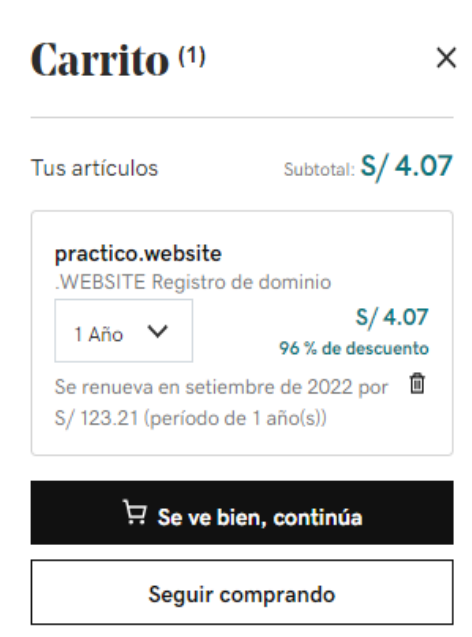 Carrito (1)
Tus artículos Subtotal: S/ 4.07
practico.website
.WEBSITE Registro de dominio
1 Año S/ 4.07
96 % de descuento
Se renueva en setiembre de 2022 por
S/ 123.21 (período de 1 año(s))
Se ve bien, continúa
Seguir comprando